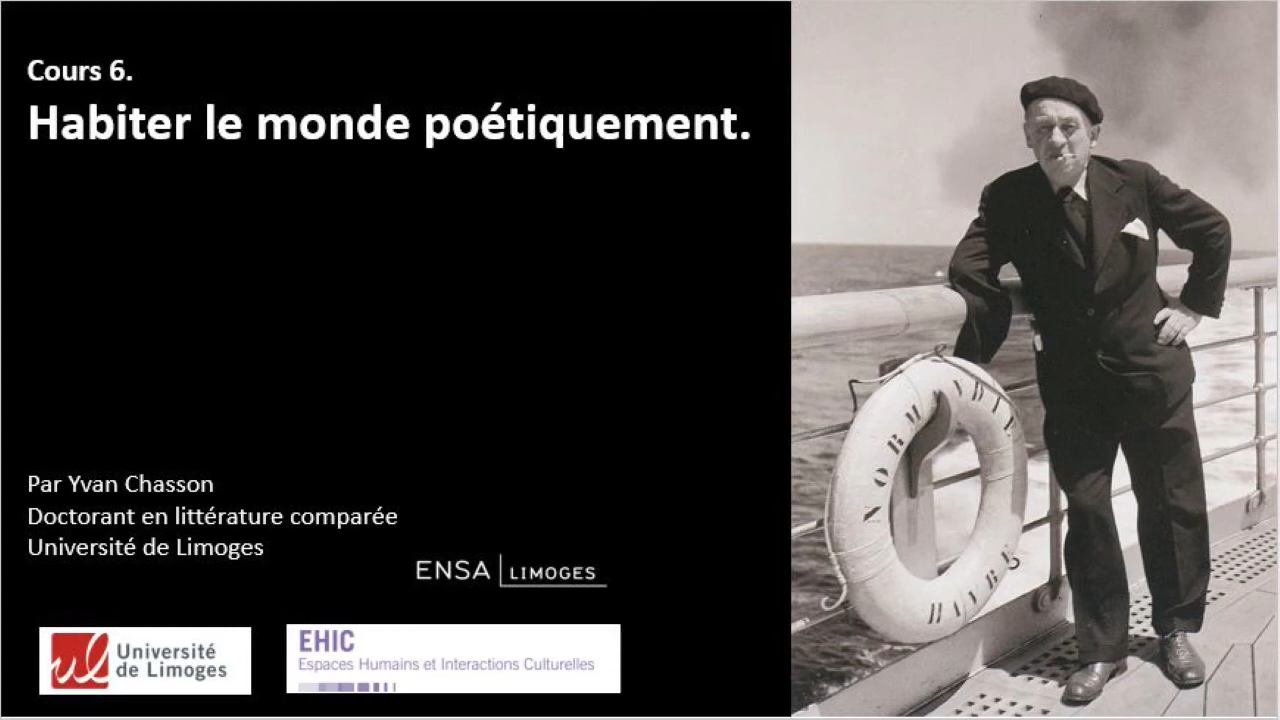 Cours 6.
Habiter le monde poétiquement.
Par Yvan Chasson
Doctorant en littérature comparée
Université de Limoges
ENSA LIMOGES
ul Université
de Limoges
EHIC
Espaces Humains et Interactions Culturelles
NORMANDIE
HAVRE